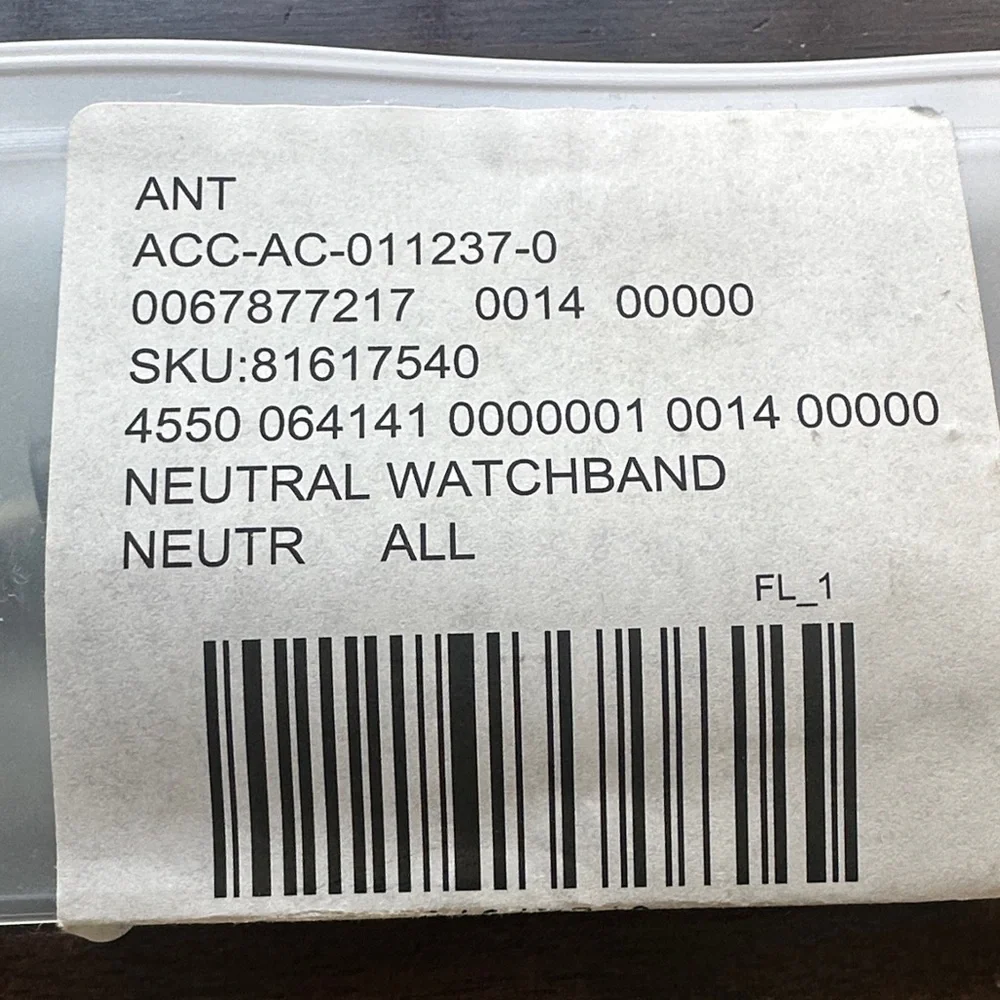 ANT
ACC-AC-011237-0
0067877217 0014 00000
SKU:81617540
4550 064141 0000001 0014 00000
NEUTRAL WATCHBAND
NEUTR ALL
FL_1